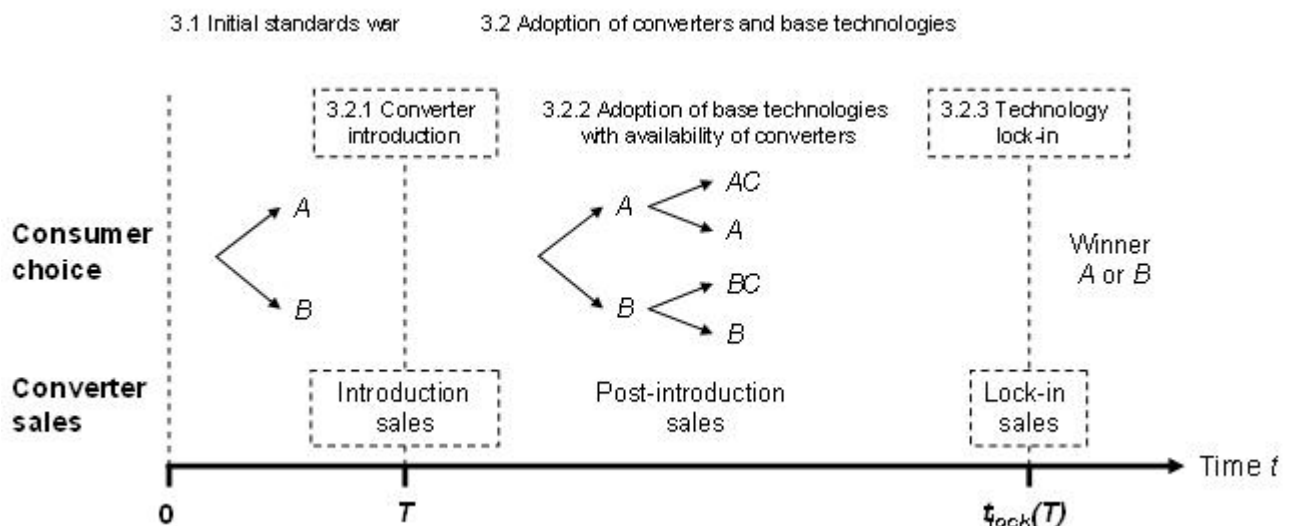 3.1 Initial standards war
3.2 Adoption of converters and base technologies
3.2.1 Converter
introduction
3.2.2 Adoption of base technologies
with availability of converters
3.2.3 Technology
lock-in
Consumer
choice
A
B
A
B
AC
A
BC
B
Winner
A or B
Converter
sales
Introduction
sales
Post-introduction
sales
Lock-in
sales
Time t
0
T
tlock(T)